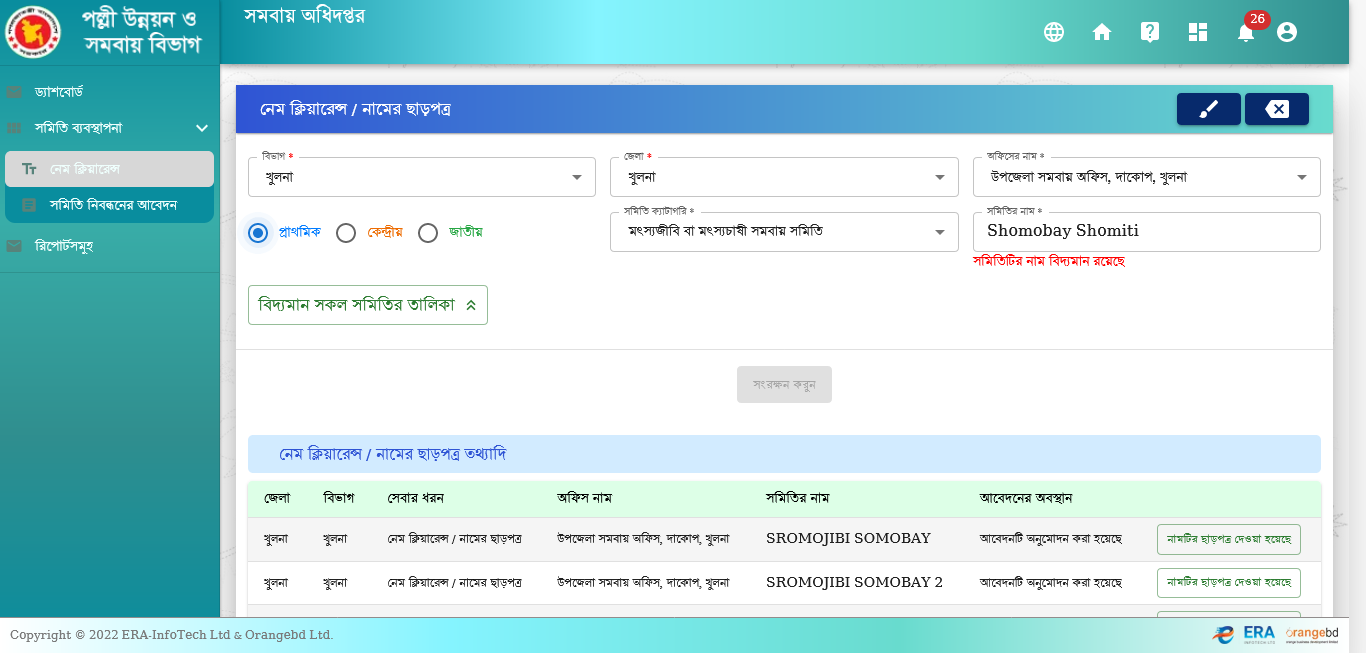 পল্লী উন্নয়ন ও
সমবায় বিভাগ
সমবায় অধিদপ্তর
26
ড্যাশবোর্ড
সমিতি ব্যবস্থাপনা
নেম ক্লিয়ারেন্স
সমিতি নিবন্ধনের আবেদন
রিপোর্টসমুহ
নেম ক্লিয়ারেন্স / নামের ছাড়পত্র
বিভাগ * জেলা * অফিসের নাম *
খুলনা খুলনা উপজেলা সমবায় অফিস, দাকোপ, খুলনা
সমিতি ক্যাটাগরি * সমিতির নাম *
প্রাথমিক কেন্দ্রীয় জাতীয় মৎস্যজীবি বা মৎস্যচাষী সমবায় সমিতি Shomobay Shomiti
সমিতিটির নাম বিদ্যমান রয়েছে
বিদ্যমান সকল সমিতির তালিকা
সংরক্ষন করুন
নেম ক্লিয়ারেন্স / নামের ছাড়পত্র তথ্যাদি
জেলা বিভাগ সেবার ধরন অফিস নাম সমিতির নাম আবেদনের অবস্থান
খুলনা খুলনা নেম ক্লিয়ারেন্স / নামের ছাড়পত্র উপজেলা সমবায় অফিস, দাকোপ, খুলনা SROMOJIBI SOMOBAY আবেদনটি অনুমোদন করা হয়েছে নামটির ছাড়পত্র দেওয়া হয়েছে
খুলনা খুলনা নেম ক্লিয়ারেন্স / নামের ছাড়পত্র উপজেলা সমবায় অফিস, দাকোপ, খুলনা SROMOJIBI SOMOBAY 2 আবেদনটি অনুমোদন করা হয়েছে নামটির ছাড়পত্র দেওয়া হয়েছে
Copyright © 2022 ERA-InfoTech Ltd & Orangebd Ltd.
ERA
orangebd